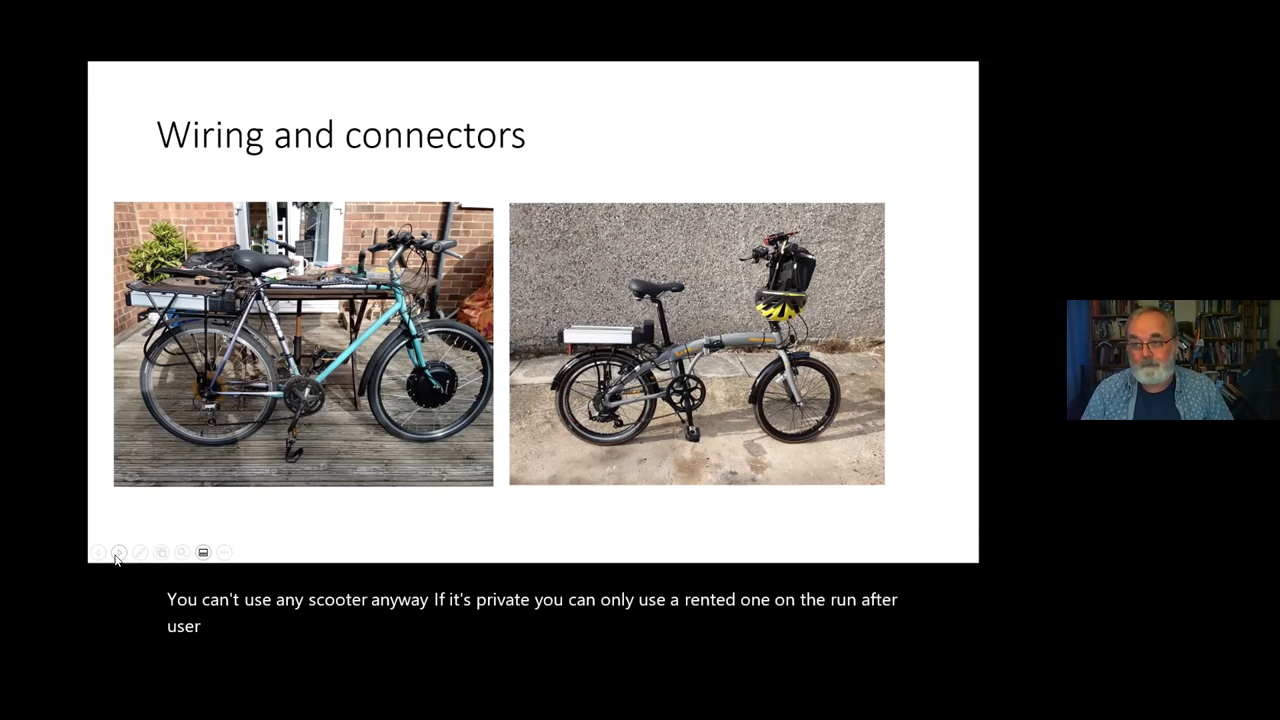 Wiring and connectors
You can't use any scooter anyway If it's private you can only use a rented one on the run after
user